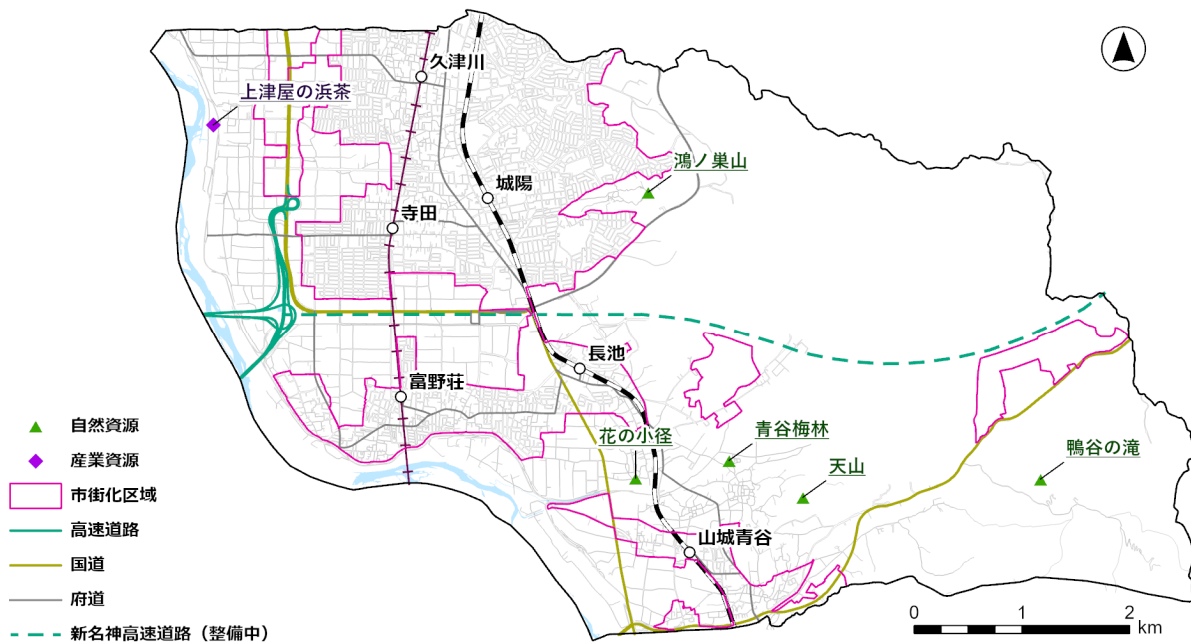 久津川
上津屋の浜茶
鴻ノ巣山
城陽
寺田
長池
富野荘
花の小径
青谷梅林
天山
鴨谷の滝
山城青谷
自然資源
産業資源
市街化区域
高速道路
国道
府道
新名神高速道路（整備中）
0 1 2
km